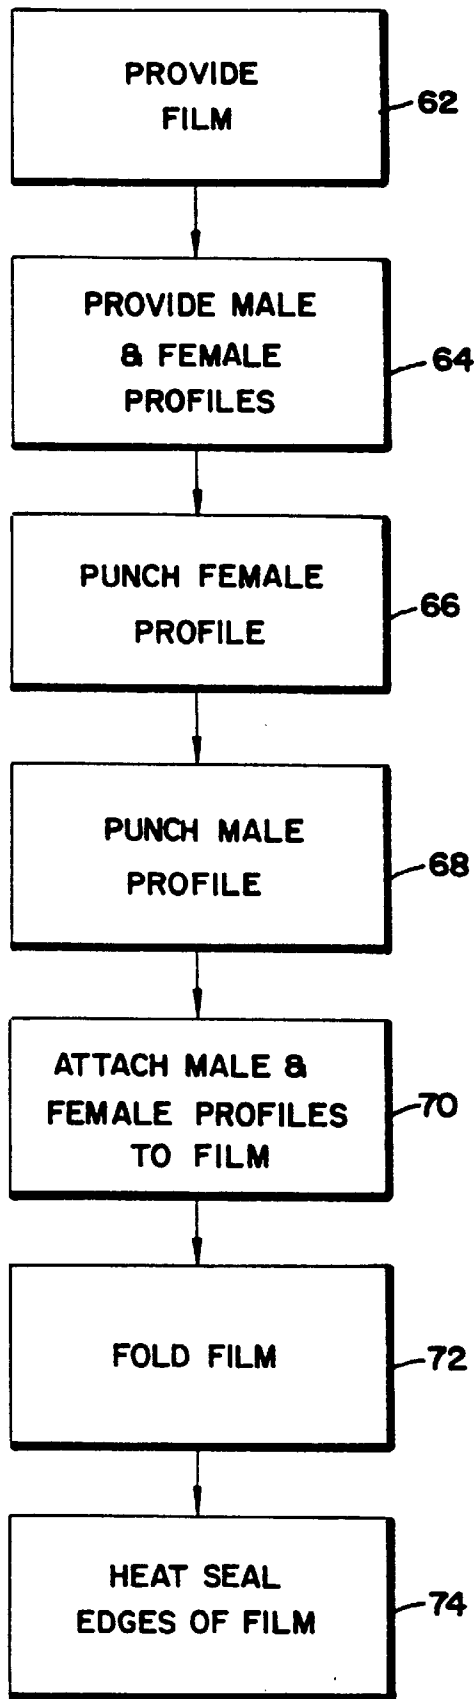 PROVIDE
FILM
62
PROVIDE MALE
& FEMALE
PROFILES
64
PUNCH FEMALE
PROFILE
66
PUNCH MALE
PROFILE
68
ATTACH MALE &
FEMALE PROFILES
TO FILM
70
FOLD FILM
72
HEAT SEAL
EDGES OF FILM
74